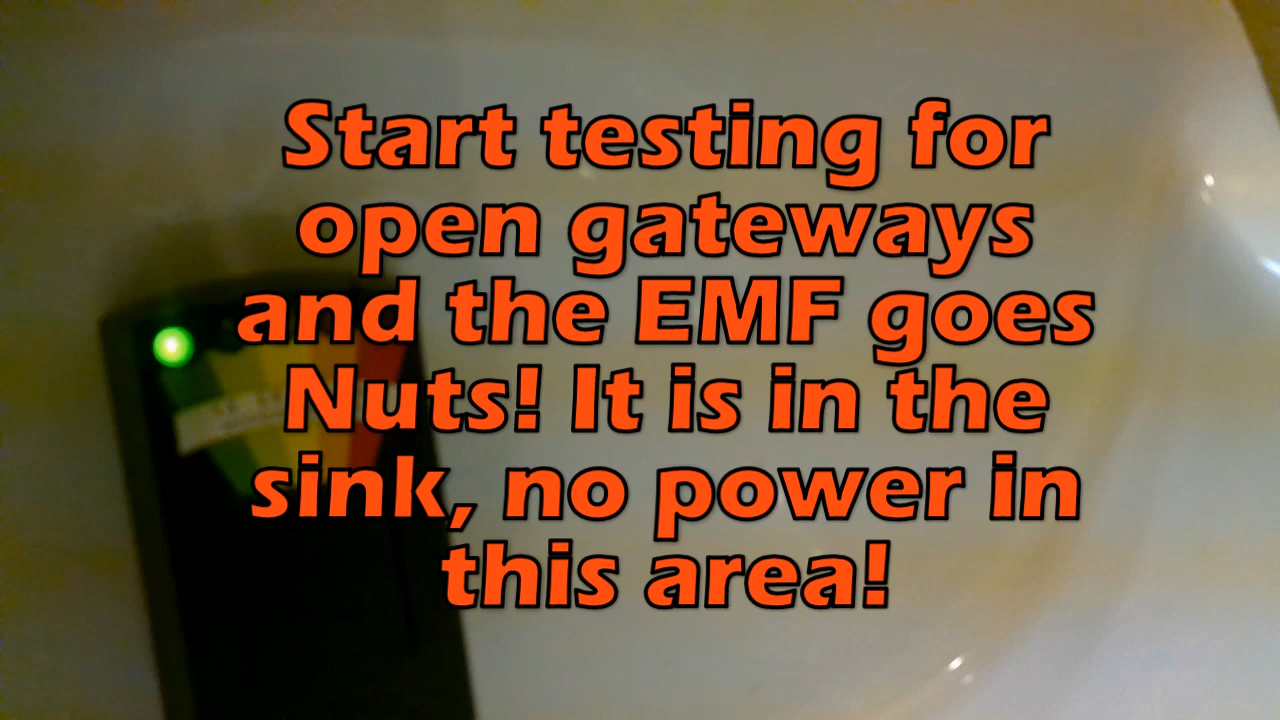 Start testing for
open gateways
and the EMF goes
Nuts! It is in the
sink, no power in
this area!